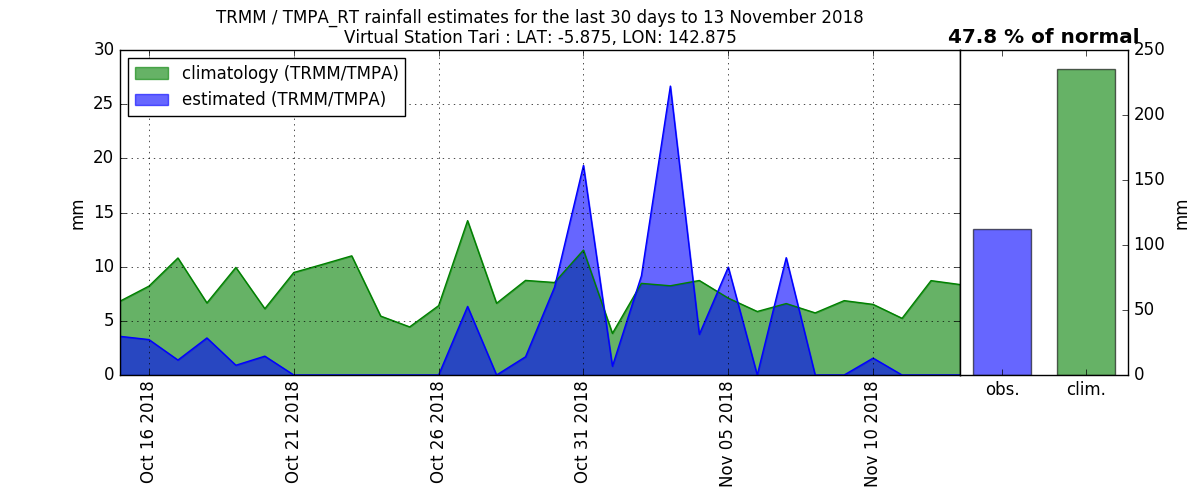 TRMM / TMPA_RT rainfall estimates for the last 30 days to 13 November 2018
Virtual Station Tari : LAT: -5.875, LON: 142.875
47.8 % of normal
climatology (TRMM/TMPA)
estimated (TRMM/TMPA)
30
25
20
15
10
5
0
mm
Oct 16 2018
Oct 21 2018
Oct 26 2018
Oct 31 2018
Nov 05 2018
Nov 10 2018
250
200
150
100
50
0
mm
obs.
clim.